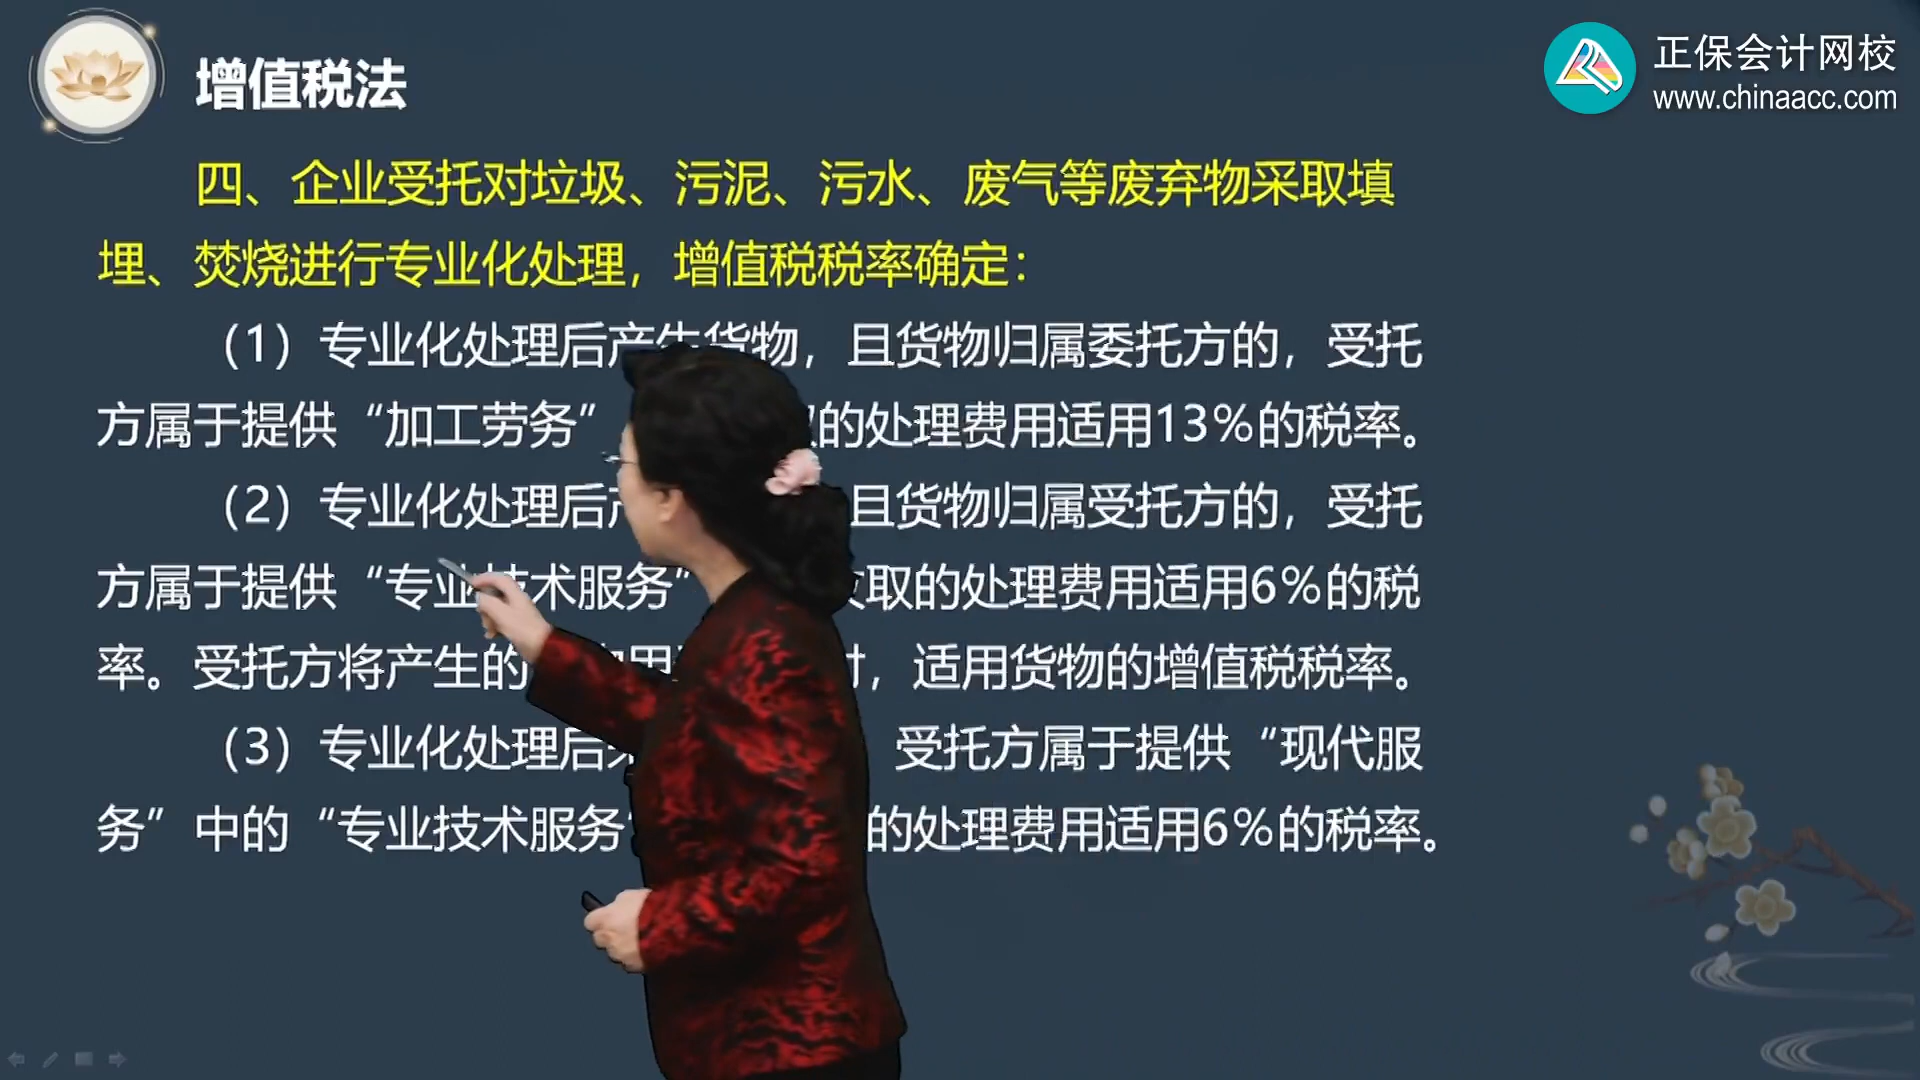 增值税法
正保会计网校
www.chinaacc.com
四、企业受托对垃圾、污泥、污水、废气等废弃物采取填
埋、焚烧进行专业化处理，增值税税率确定：
（1）专业化处理后产生货物，且货物归属委托方的，受托
方属于提供“加工劳务” 的处理费用适用13%的税率。
（2）专业化处理后 且货物归属受托方的，受托
方属于提供“专业技术服务” 收取的处理费用适用6%的税
率。受托方将产生的 ，适用货物的增值税税率。
（3）专业化处理后 受托方属于提供“现代服
务”中的“专业技术服务 的处理费用适用6%的税率。